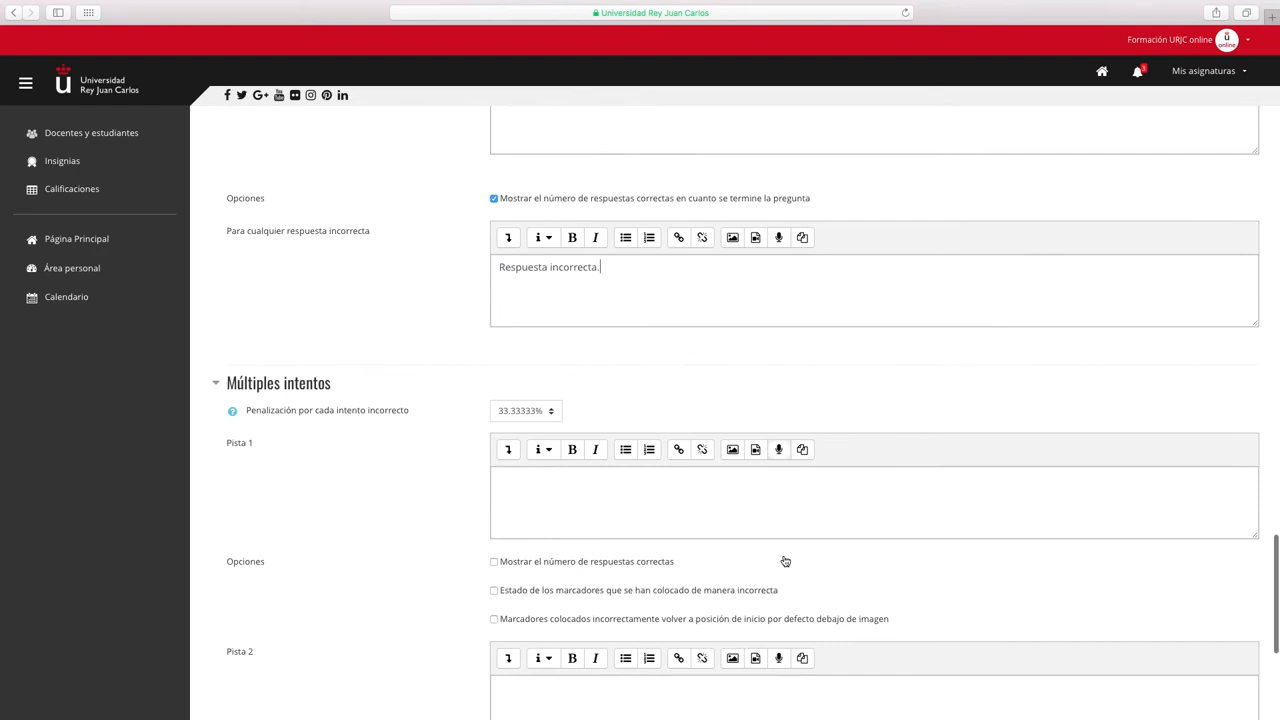 Universidad Rey Juan Carlos
Formación URJC online
ü online
Universidad
Rey Juan Carlos
3
Mis asignaturas
Docentes y estudiantes
Insignias
Calificaciones
Página Principal
Área personal
Calendario
Opciones
Mostrar el número de respuestas correctas en cuanto se termine la pregunta
Para cualquier respuesta incorrecta
Respuesta incorrecta.
Múltiples intentos
Penalización por cada intento incorrecto
33.33333%
Pista 1
Opciones
Mostrar el número de respuestas correctas
Estado de los marcadores que se han colocado de manera incorrecta
Marcadores colocados incorrectamente volver a posición de inicio por defecto debajo de imagen
Pista 2